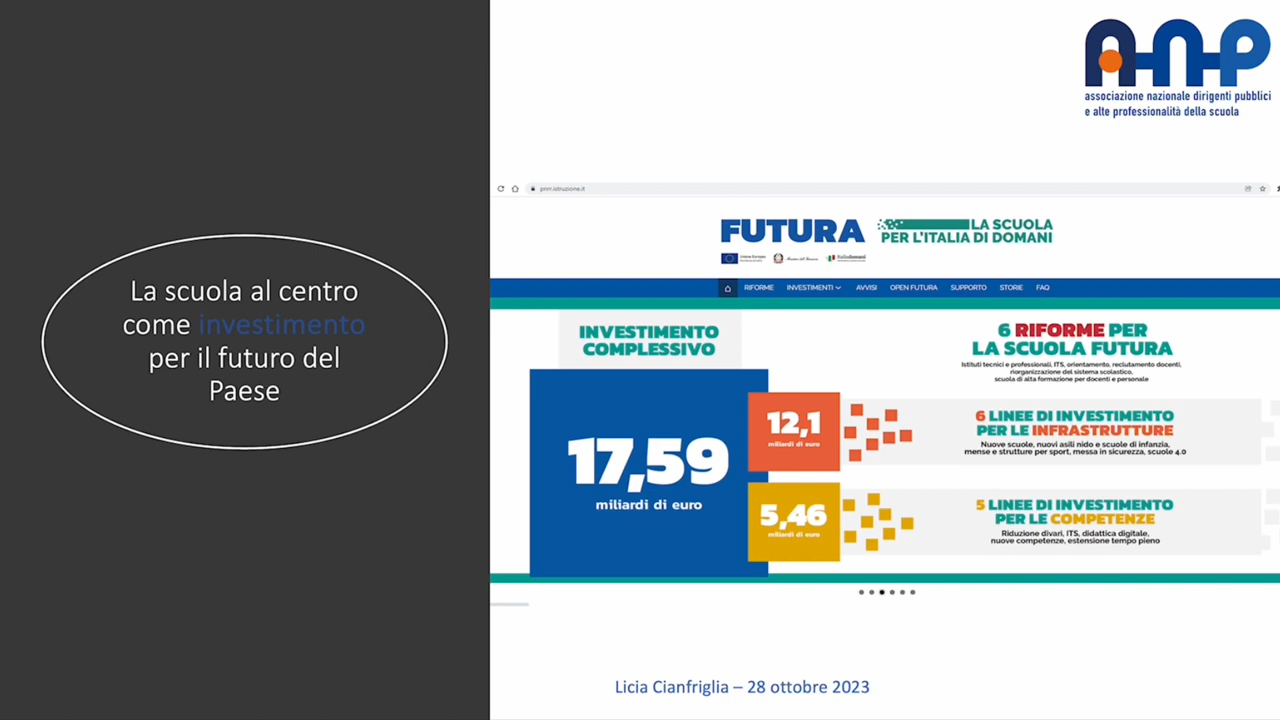 La scuola al centro
come investimento
per il futuro del
Paese
A-N-P
associazione nazionale dirigenti pubblici
e alte professionalità della scuola
pnrr.istruzione.it
FUTURA
LA SCUOLA
PER L'ITALIA DI DOMANI
RIFORME INVESTIMENTI AVVISI OPEN FUTURA SUPPORTO STORIE FAQ
INVESTIMENTO
COMPLESSIVO
17,59
miliardi di euro
6 RIFORME PER
LA SCUOLA FUTURA
Istituti tecnici e professionali, ITS, orientamento, reclutamento docenti,
riorganizzazione del sistema scolastico,
scuola di alta formazione per docenti e personale
12,1
miliardi di euro
6 LINEE DI INVESTIMENTO
PER LE INFRASTRUTTURE
Nuove scuole, nuovi asili nido e scuole di infanzia,
mense e strutture per sport, messa in sicurezza, scuole 4.0
5,46
miliardi di euro
5 LINEE DI INVESTIMENTO
PER LE COMPETENZE
Riduzione divari, ITS, didattica digitale,
nuove competenze, estensione tempo pieno
Licia Cianfriglia – 28 ottobre 2023